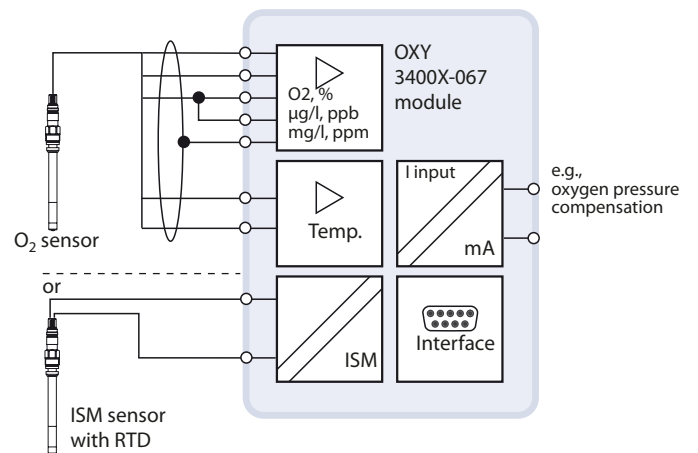 OXY
3400X-067
module
O2, %
µg/l, ppb
mg/l, ppm
Temp.
I input
mA
e.g.,
oxygen pressure
compensation
O₂ sensor
or
ISM
Interface
ISM sensor
with RTD